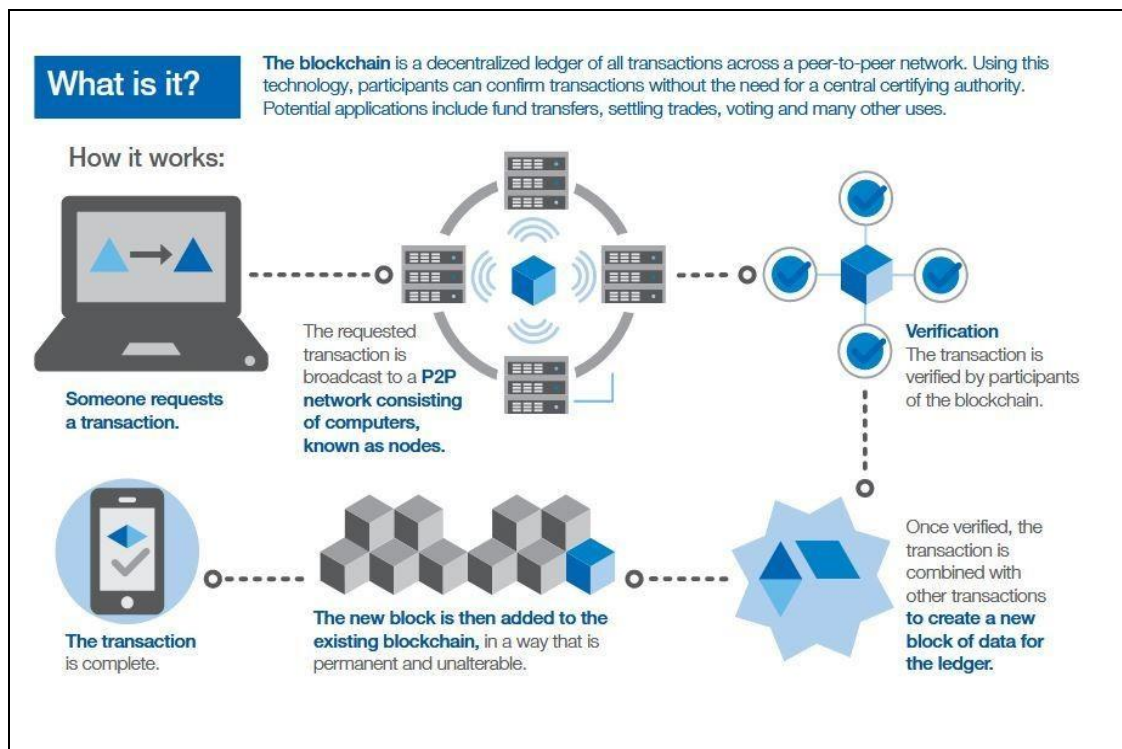 What is it?
The blockchain is a decentralized ledger of all transactions across a peer-to-peer network. Using this
technology, participants can confirm transactions without the need for a central certifying authority.
Potential applications include fund transfers, settling trades, voting and many other uses.
How it works:
Someone requests
a transaction.
The requested
transaction is
broadcast to a P2P
network consisting
of computers,
known as nodes.
Verification
The transaction is
verified by participants
of the blockchain.
Once verified, the
transaction is
combined with
other transactions
to create a new
block of data for
the ledger.
The new block is then added to the
existing blockchain, in a way that is
permanent and unalterable.
The transaction
is complete.